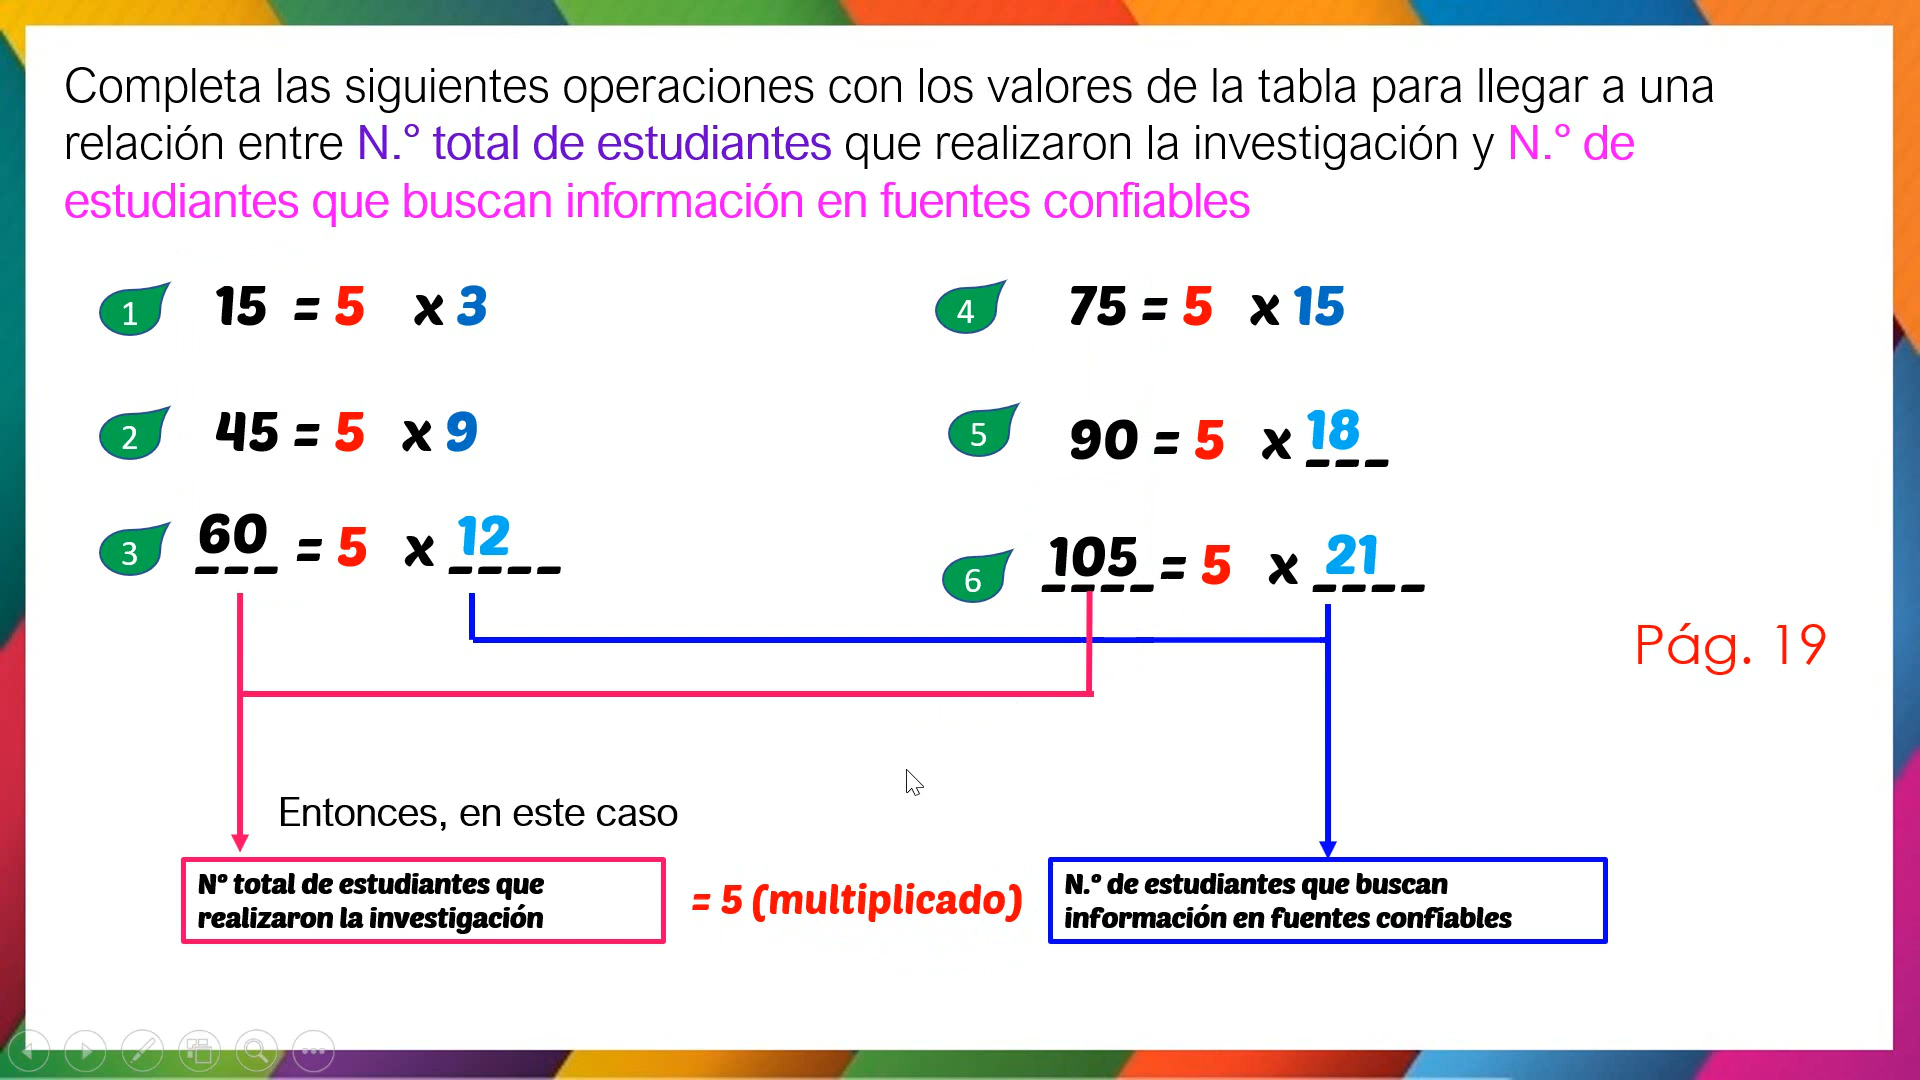 Completa las siguientes operaciones con los valores de la tabla para llegar a una
relación entre N.° total de estudiantes que realizaron la investigación y N.° de
estudiantes que buscan información en fuentes confiables
1 15 = 5 x 3
4 75 = 5 x 15
2 45 = 5 x 9
5 90 = 5 x 18
3 60 = 5 x 12
6 105 = 5 x 21
Pág. 19
Entonces, en este caso
N° total de estudiantes que
realizaron la investigación
= 5 (multiplicado)
N.° de estudiantes que buscan
información en fuentes confiables